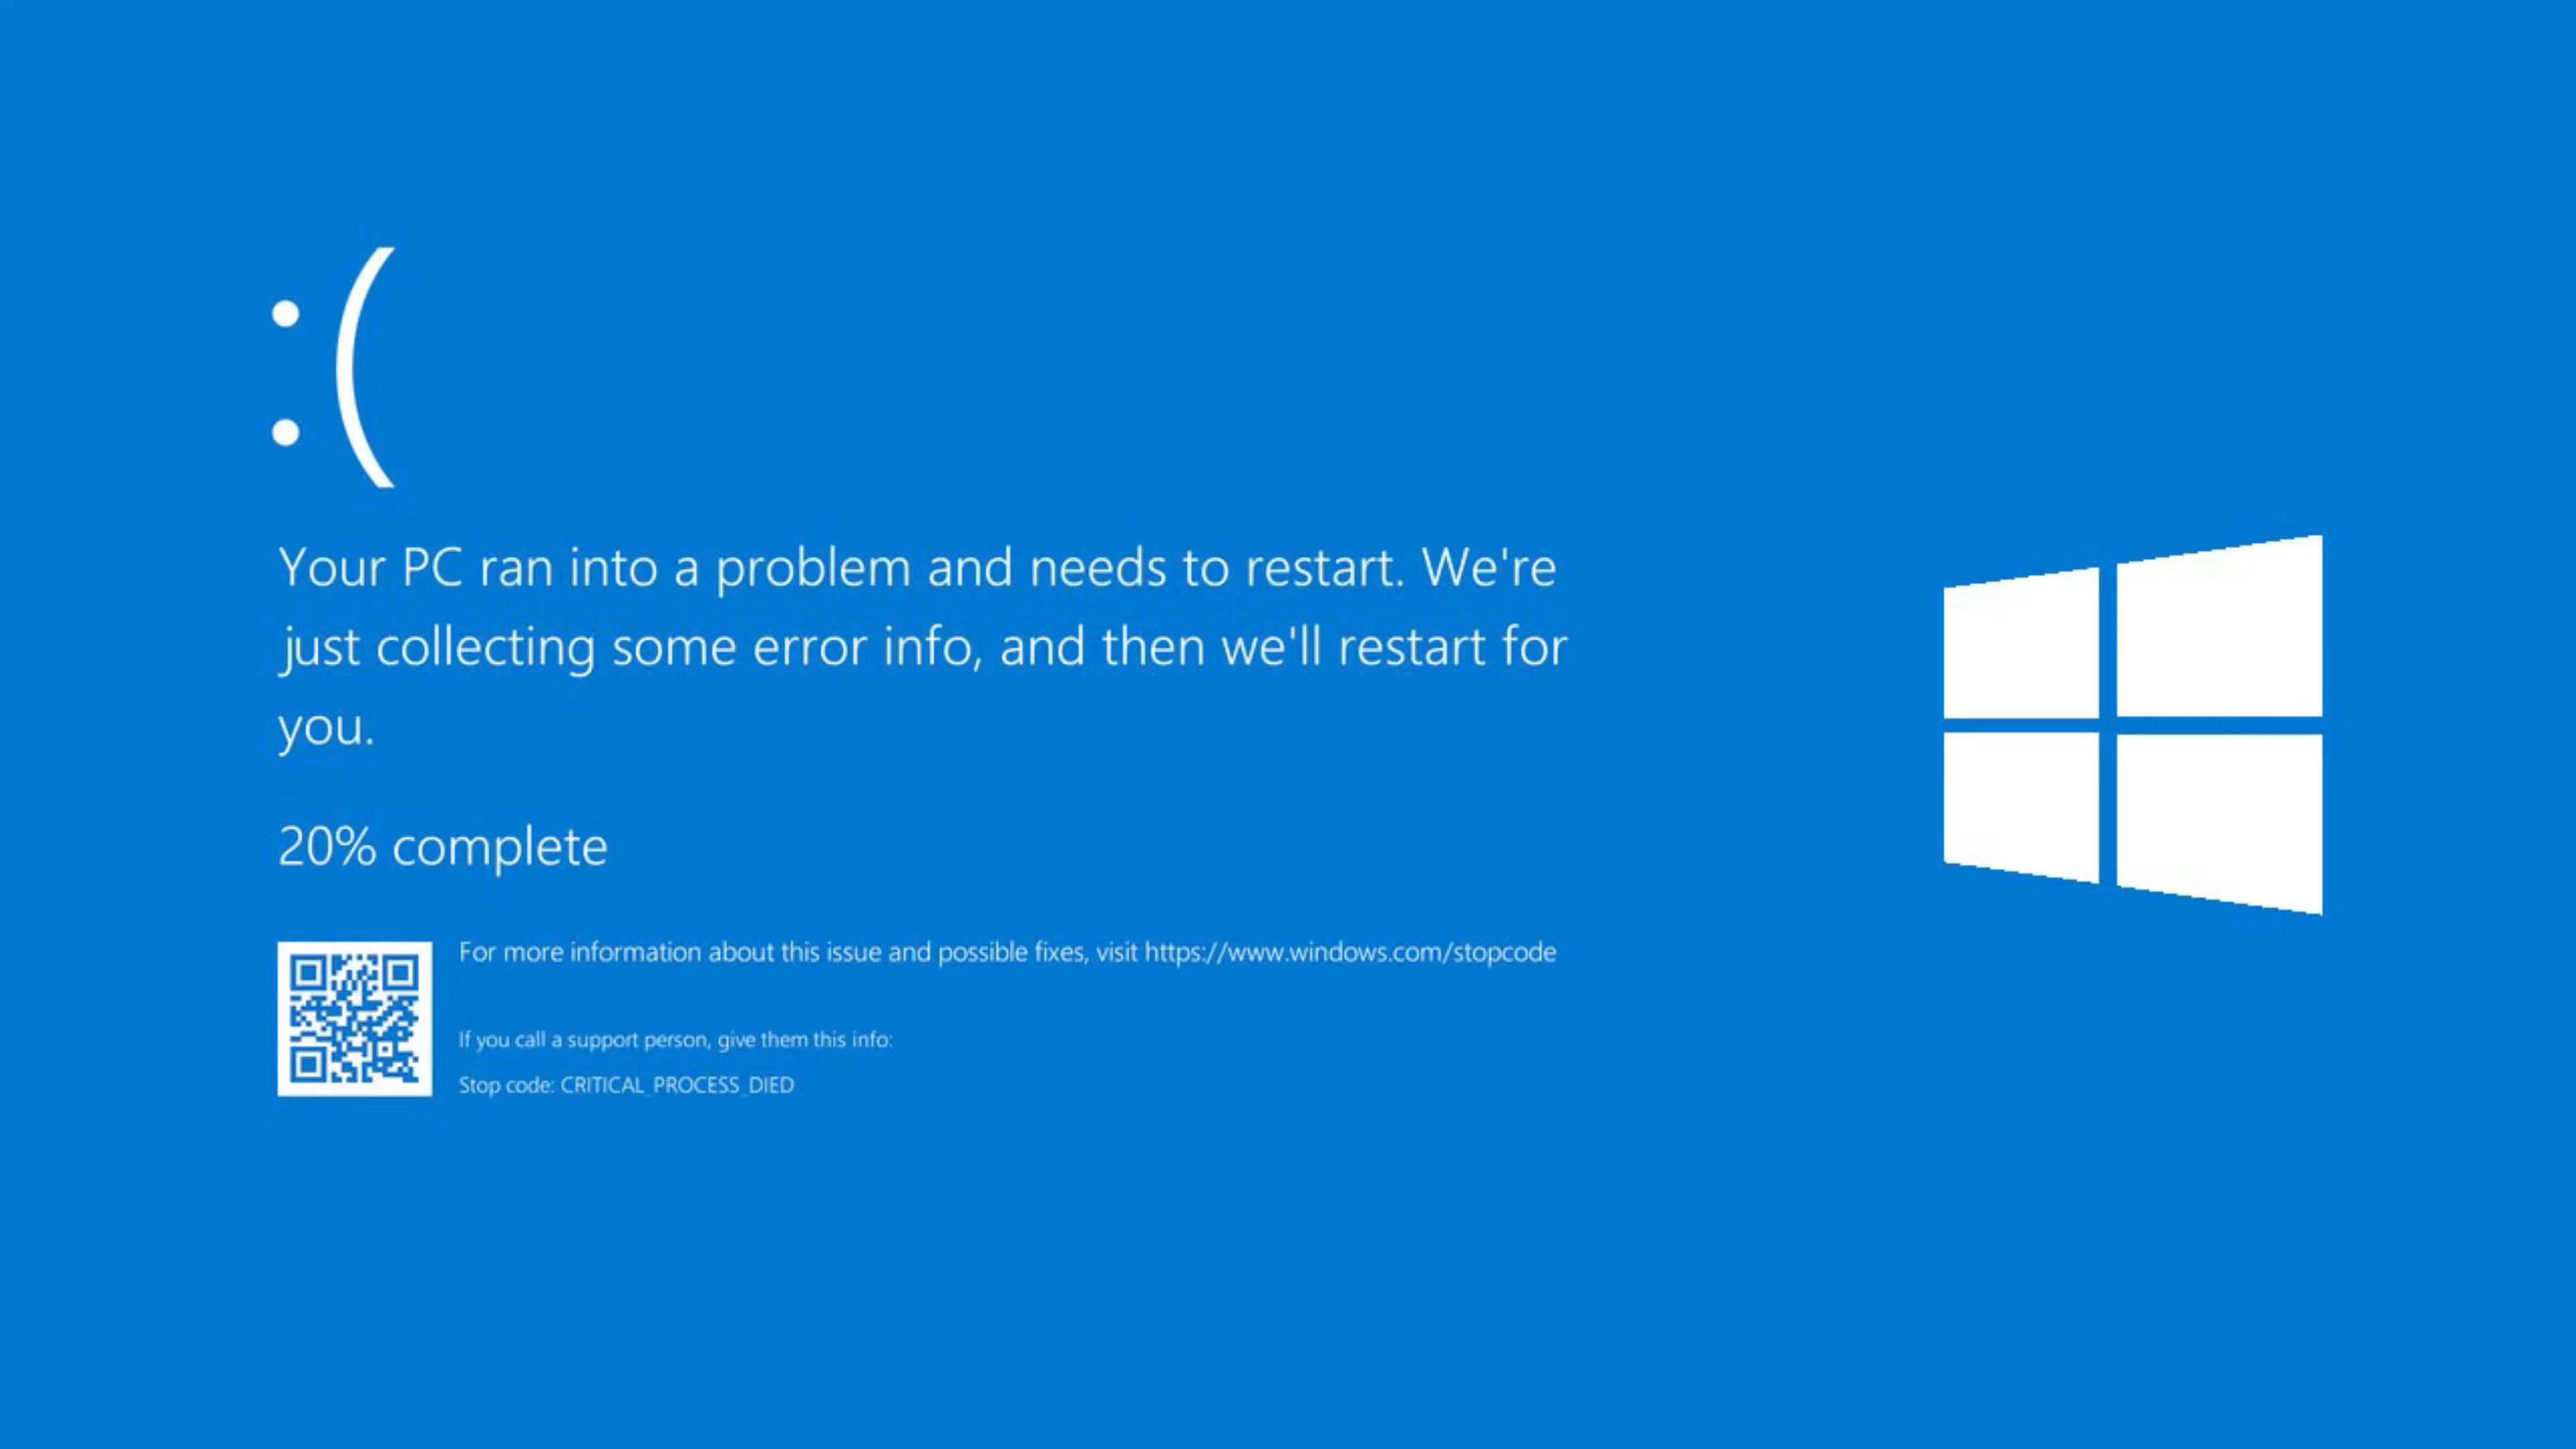 :(
Your PC ran into a problem and needs to restart. We're
just collecting some error info, and then we'll restart for
you.
20% complete
For more information about this issue and possible fixes, visit https://www.windows.com/stopcode
If you call a support person, give them this info:
Stop code: CRITICAL_PROCESS_DIED